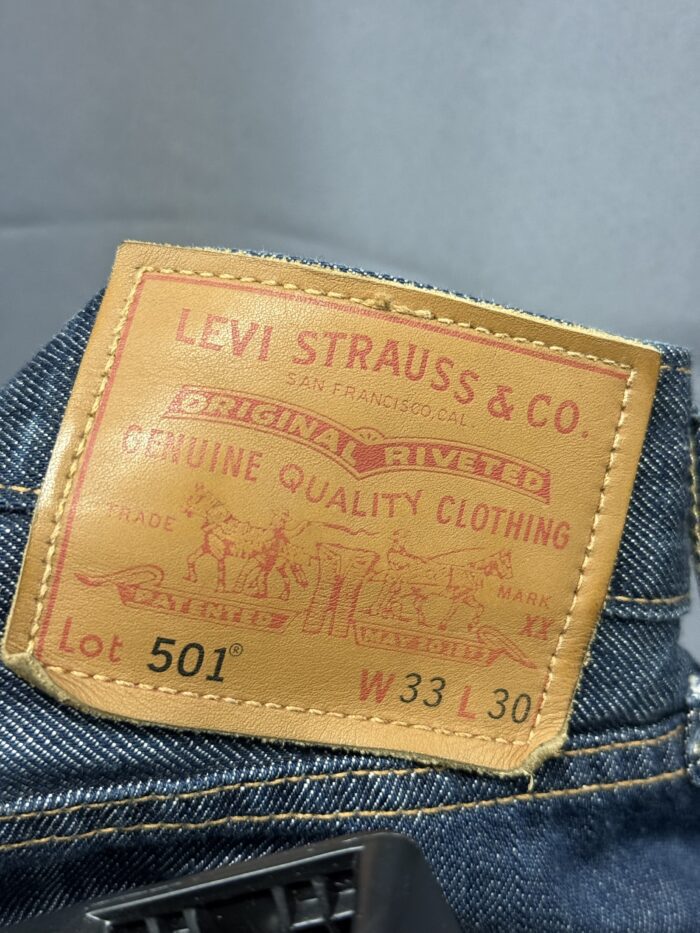 LEVI STRAUSS & CO.
SAN FRANCISCO, CAL.
ORIGINAL RIVETED
GENUINE QUALITY CLOTHING
TRADE MARK
XX
PATENTED MAY 20 1873
Lot 501® W 33 L 30